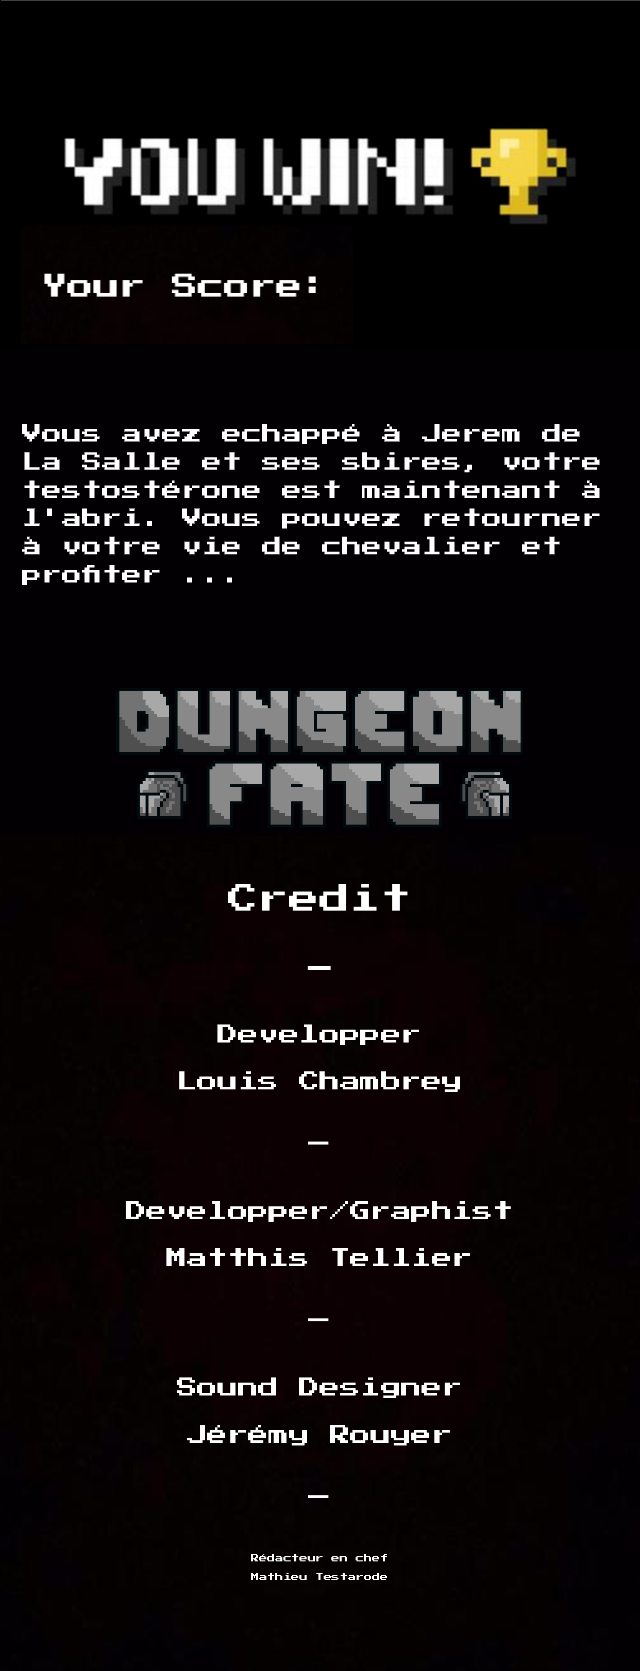 YOU WIN!
Your Score:
Vous avez echappé à Jerem de
La Salle et ses sbires, votre
testostérone est maintenant à
l'abri. Vous pouvez retourner
à votre vie de chevalier et
profiter ...
DUNGEON
FATE
Credit
—
Developper
Louis Chambrey
—
Developper/Graphist
Matthis Tellier
—
Sound Designer
Jérémy Rouyer
—
Rédacteur en chef
Mathieu Testarode